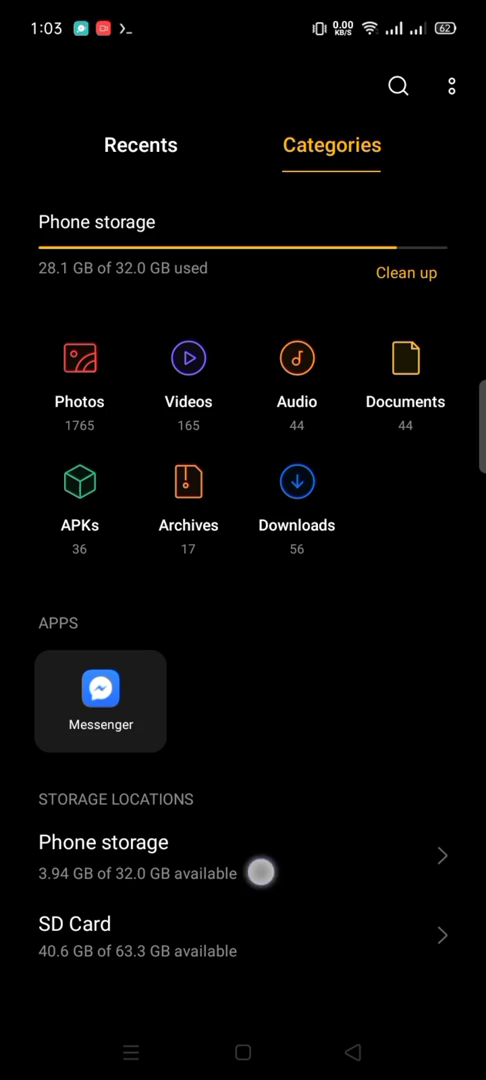 1:03 >_ 0.00 KB/S 62
Recents Categories
Phone storage
28.1 GB of 32.0 GB used Clean up
Photos Videos Audio Documents
1765 165 44 44
APKs Archives Downloads
36 17 56
APPS
Messenger
STORAGE LOCATIONS
Phone storage
3.94 GB of 32.0 GB available
SD Card
40.6 GB of 63.3 GB available